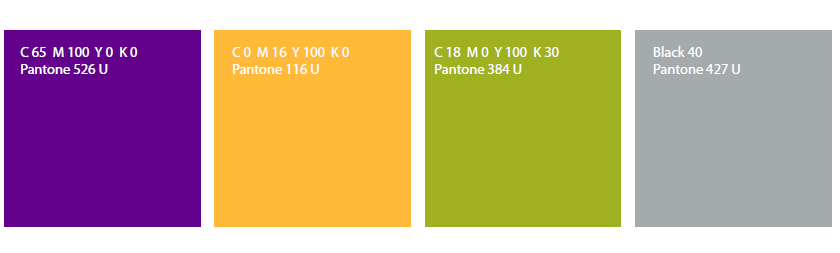 C 65 M 100 Y 0 K 0
Pantone 526 U
C 0 M 16 Y 100 K 0
Pantone 116 U
C 18 M 0 Y 100 K 30
Pantone 384 U
Black 40
Pantone 427 U